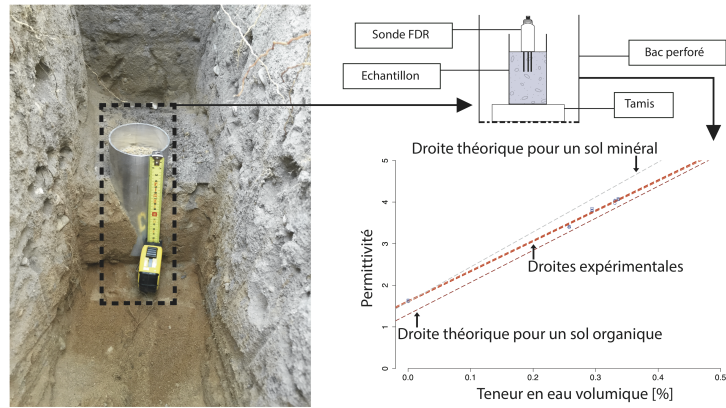 Sonde FDR
Echantillon
Bac perforé
Tamis
Droite théorique pour un sol minéral
Droites expérimentales
Droite théorique pour un sol organique
Permittivité
5
4
3
2
1
0
0.0 0.1 0.2 0.3 0.4 0.5
Teneur en eau volumique [%]